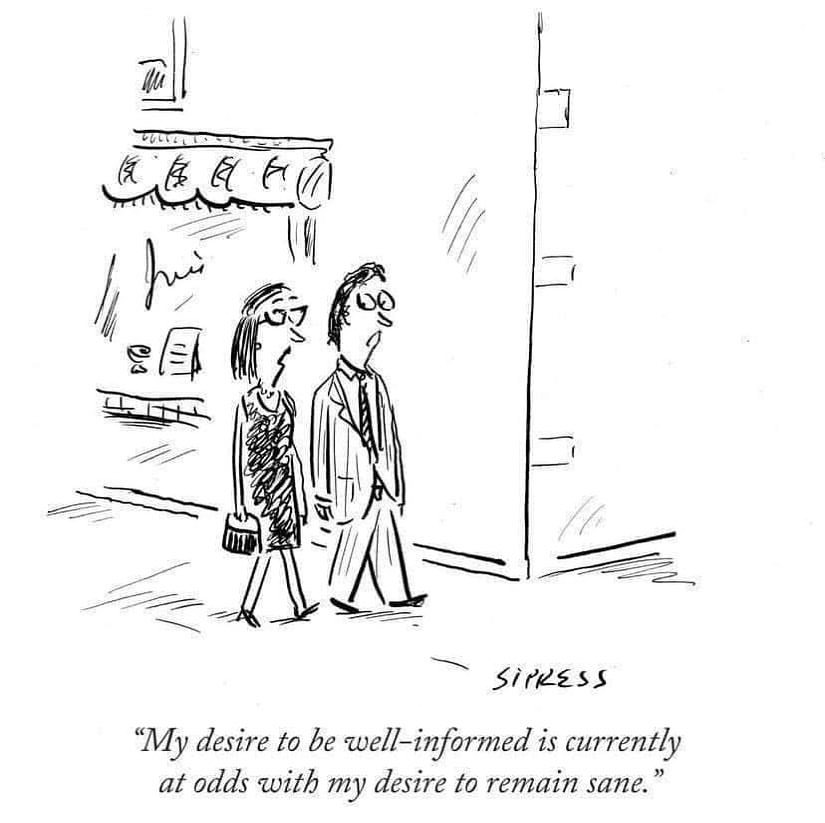 SIPRESS
“My desire to be well-informed is currently
at odds with my desire to remain sane.”